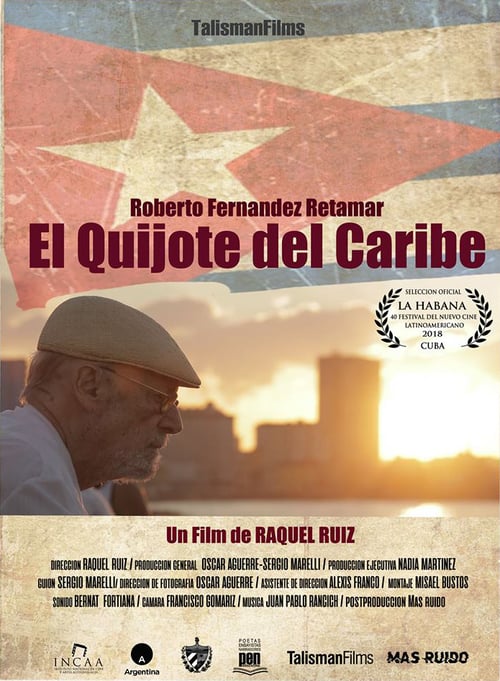 TalismanFilms
Roberto Fernandez Retamar
El Quijote del Caribe
SELECCION OFICIAL
LA HABANA
40 FESTIVAL DEL NUEVO CINE
LATINOAMERICANO
2018
CUBA
Un Film de RAQUEL RUIZ
DIRECCION RAQUEL RUIZ / PRODUCCION GENERAL OSCAR AGUERRE-SERGIO MARELLI / PRODUCCION EJECUTIVA NADIA MARTINEZ
GUION SERGIO MARELLI / DIRECCION DE FOTOGRAFIA OSCAR AGUERRE / ASISTENTE DE DIRECCION ALEXIS FRANCO / MONTAJE MISAEL BUSTOS
SONIDO BERNAT FORTIANA / CAMARA FRANCISCO GOMARIZ / MUSICA JUAN PABLO RANCICH / POSTPRODUCCION MAS RUIDO
INCAA
A
Argentina
POETAS
ENSAYISTAS
pen
TalismanFilms
MAS RUIDO